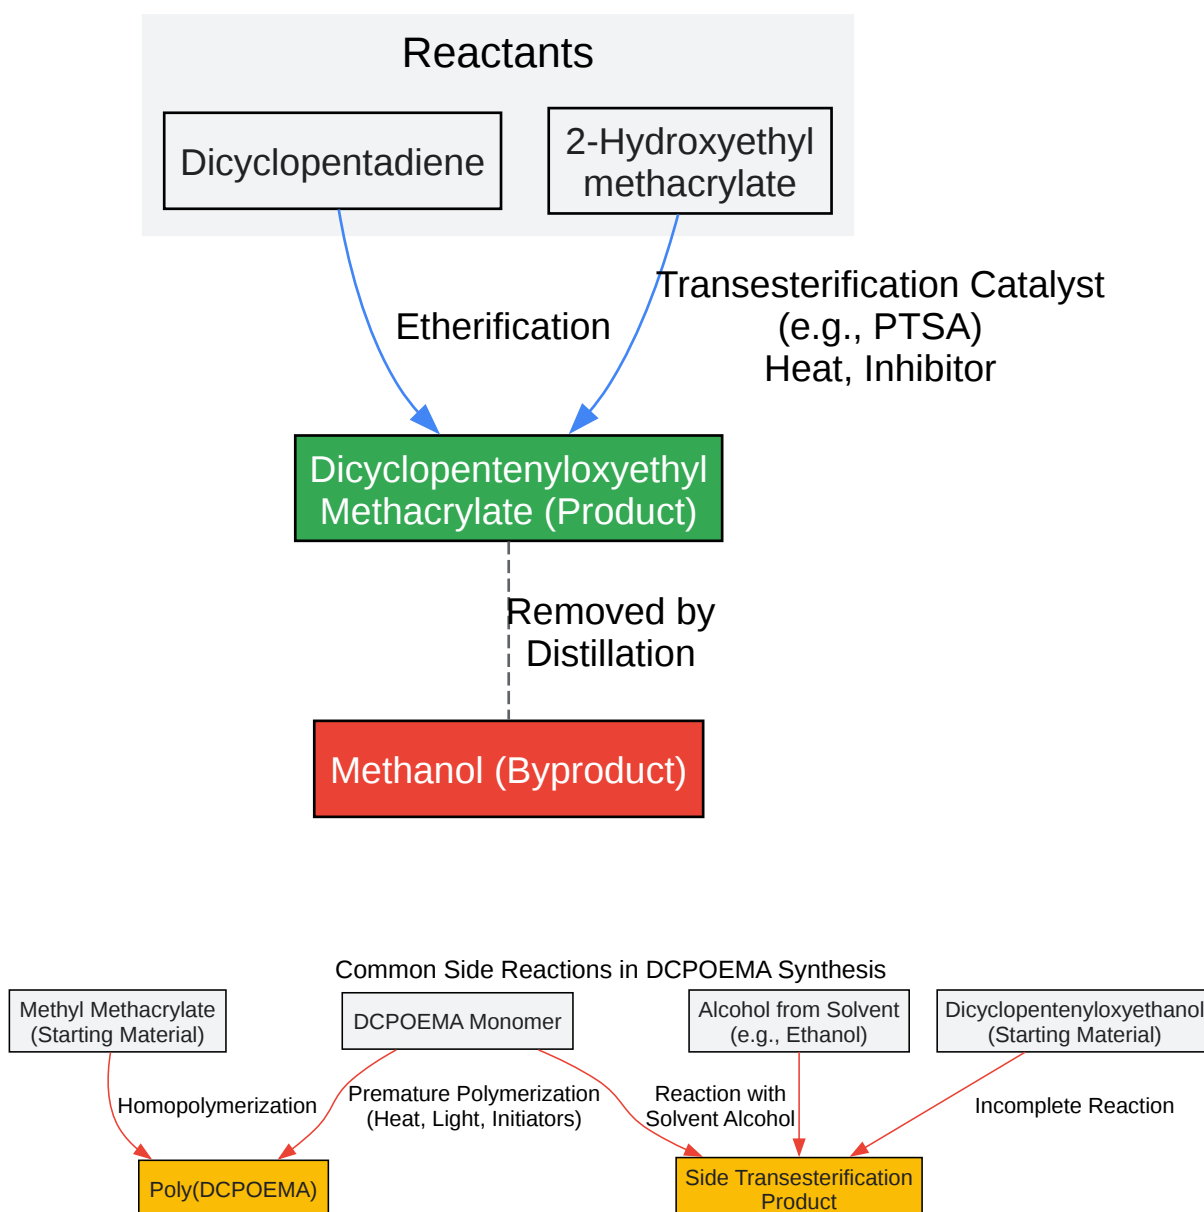 Reactants
Dicyclopentadiene
2-Hydroxyethyl
methacrylate
Etherification
Transesterification Catalyst
(e.g., PTSA)
Heat, Inhibitor
Dicyclopentenyloxyethyl
Methacrylate (Product)
Removed by
Distillation
Methanol (Byproduct)
Common Side Reactions in DCPOEMA Synthesis
Methyl Methacrylate
(Starting Material)
DCPOEMA Monomer
Alcohol from Solvent
(e.g., Ethanol)
Dicyclopentenyloxyethanol
(Starting Material)
Homopolymerization
Premature Polymerization
(Heat, Light, Initiators)
Reaction with
Solvent Alcohol
Incomplete Reaction
Poly(DCPOEMA)
Side Transesterification
Product